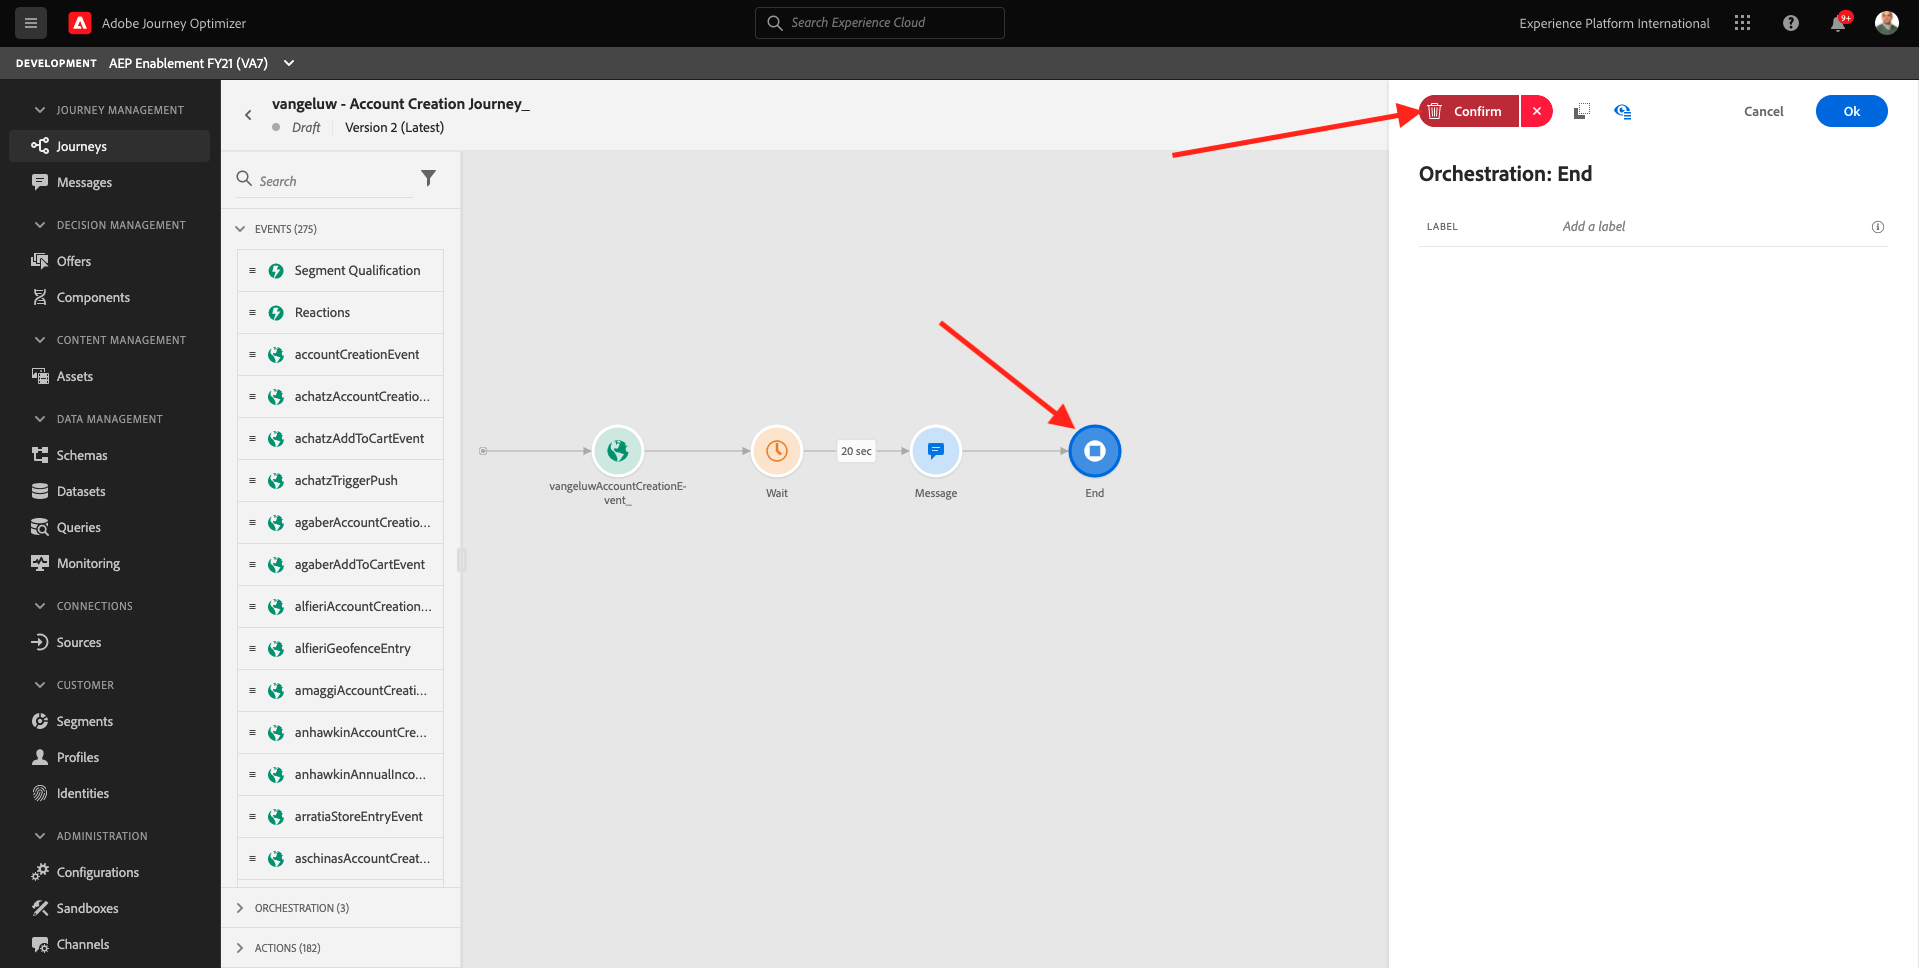 Adobe Journey Optimizer
Search Experience Cloud
Experience Platform International
9+
DEVELOPMENT AEP Enablement FY21 (VA7)
JOURNEY MANAGEMENT
Journeys
Messages
DECISION MANAGEMENT
Offers
Components
CONTENT MANAGEMENT
Assets
DATA MANAGEMENT
Schemas
Datasets
Queries
Monitoring
CONNECTIONS
Sources
CUSTOMER
Segments
Profiles
Identities
ADMINISTRATION
Configurations
Sandboxes
Channels
vangeluw - Account Creation Journey_
Draft Version 2 (Latest)
Search
EVENTS (275)
Segment Qualification
Reactions
accountCreationEvent
achatzAccountCreatio...
achatzAddToCartEvent
achatzTriggerPush
agaberAccountCreatio...
agaberAddToCartEvent
alfieriAccountCreation...
alfieriGeofenceEntry
amaggiAccountCreati...
anhawkinAccountCre...
anhawkinAnnualInco...
arratiaStoreEntryEvent
aschinasAccountCreat...
ORCHESTRATION (3)
ACTIONS (182)
vangeluwAccountCreationE-
vent_
Wait
20 sec
Message
End
Confirm
Cancel
Ok
Orchestration: End
LABEL
Add a label